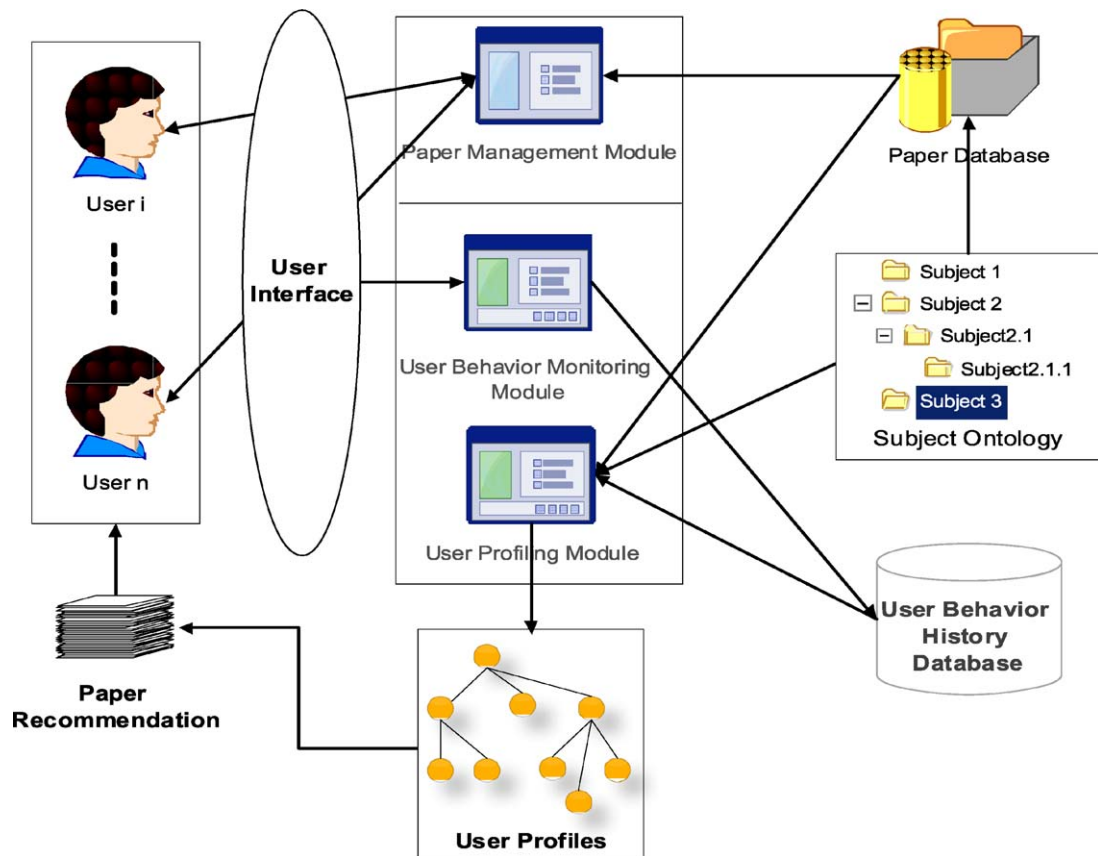 User i
User n
User
Interface
Paper Management Module
User Behavior Monitoring
Module
User Profiling Module
Paper Database
Subject 1
Subject 2
Subject2.1
Subject2.1.1
Subject 3
Subject Ontology
User Behavior
History
Database
Paper
Recommendation
User Profiles